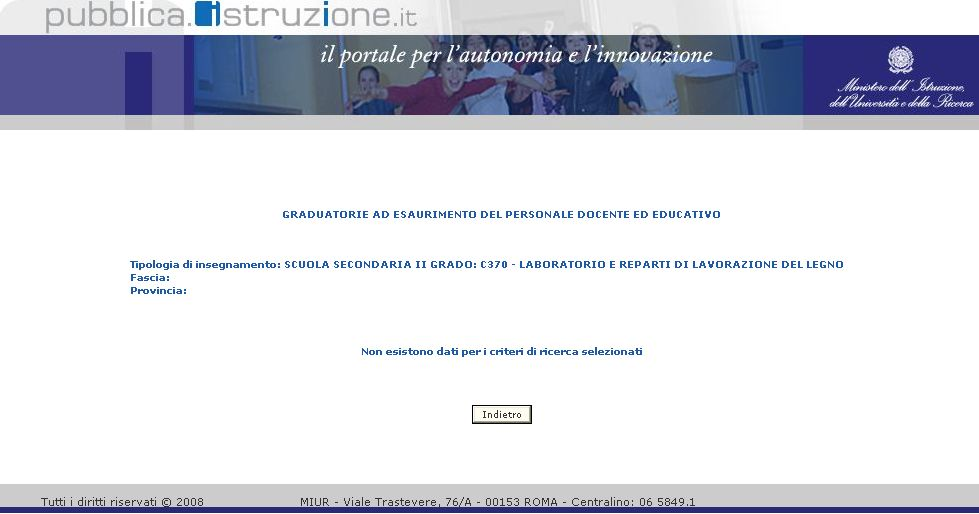 pubblica.istruzione.it
il portale per l'autonomia e l'innovazione
Ministero dell' Istruzione,
dell'Università e della Ricerca
GRADUATORIE AD ESAURIMENTO DEL PERSONALE DOCENTE ED EDUCATIVO
Tipologia di insegnamento: SCUOLA SECONDARIA II GRADO: C370 - LABORATORIO E REPARTI DI LAVORAZIONE DEL LEGNO
Fascia:
Provincia:
Non esistono dati per i criteri di ricerca selezionati
Indietro
Tutti i diritti riservati © 2008 MIUR - Viale Trastevere, 76/A - 00153 ROMA - Centralino: 06 5849.1